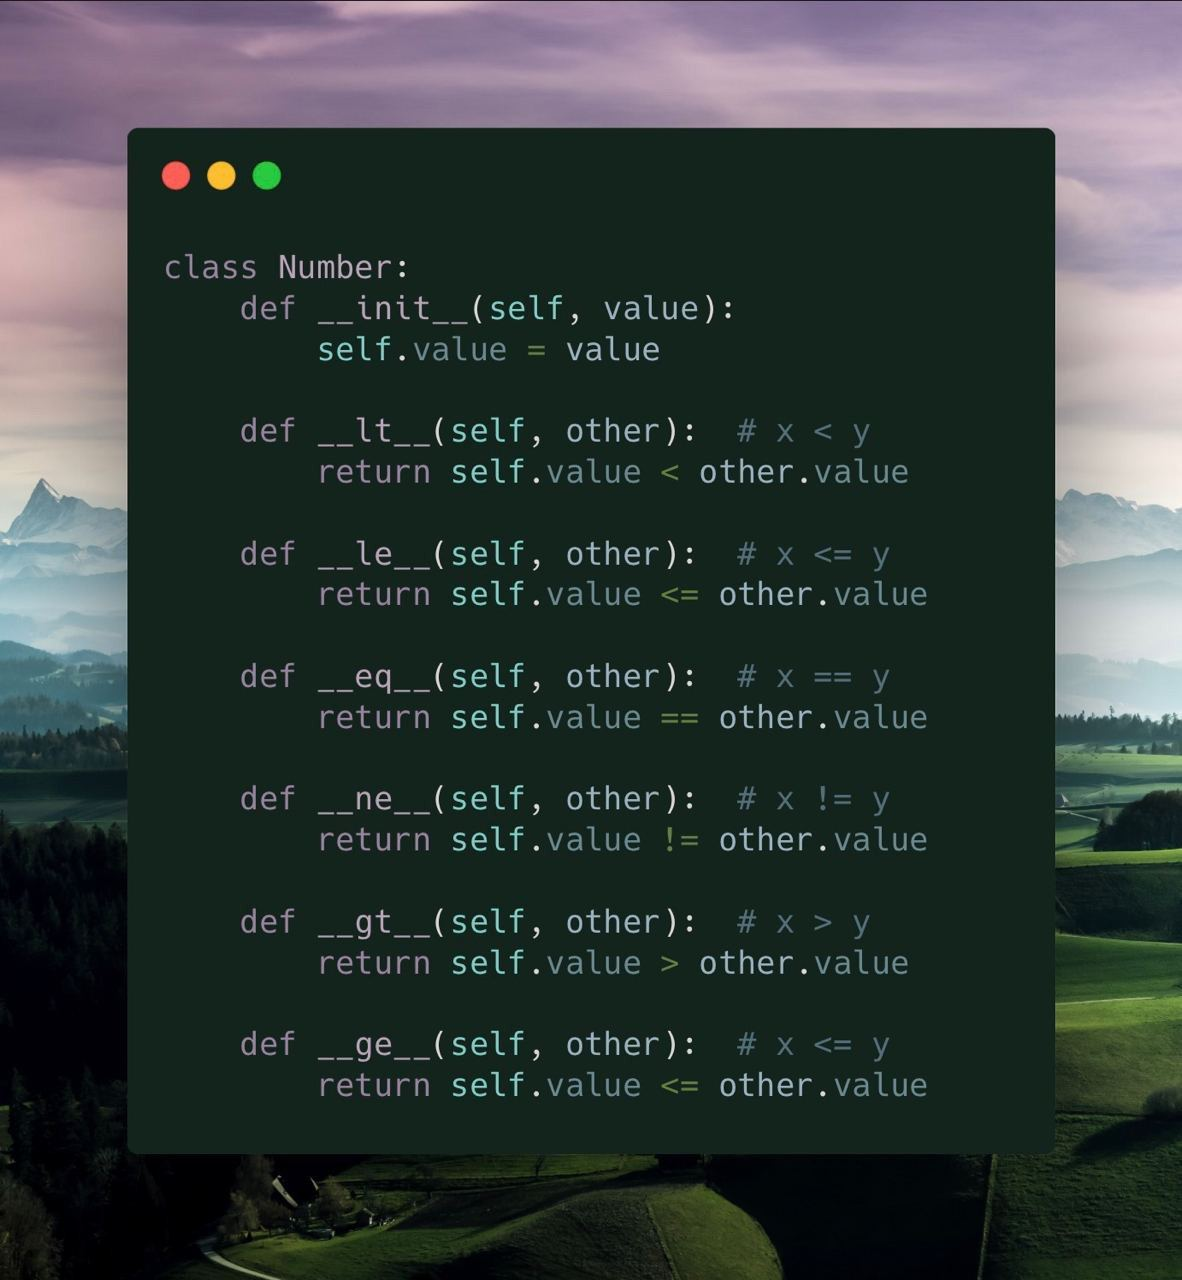 class Number:
    def __init__(self, value):
        self.value = value

    def __lt__(self, other):  # x < y
        return self.value < other.value

    def __le__(self, other):  # x <= y
        return self.value <= other.value

    def __eq__(self, other):  # x == y
        return self.value == other.value

    def __ne__(self, other):  # x != y
        return self.value != other.value

    def __gt__(self, other):  # x > y
        return self.value > other.value

    def __ge__(self, other):  # x <= y
        return self.value <= other.value